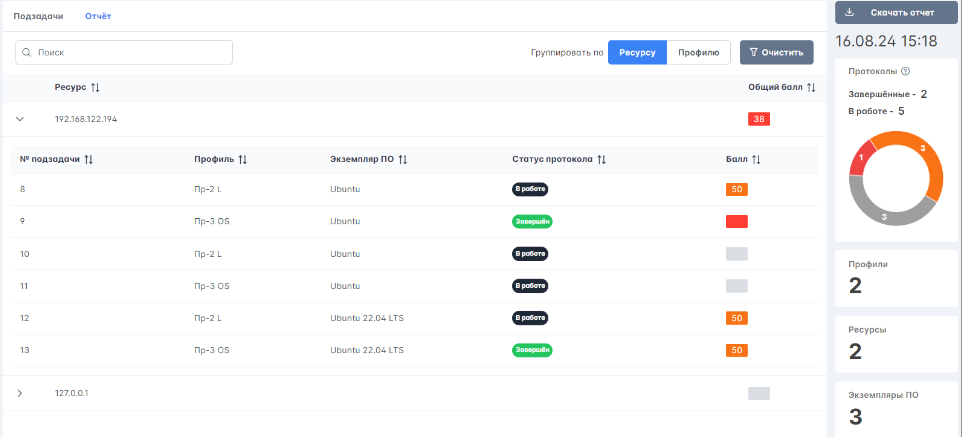 Подзадачи Отчёт
Поиск
Группировать по Ресурсу Профилю Очистить
Ресурс Общий балл
192.168.122.194 38
№ подзадачи Профиль Экземпляр ПО Статус протокола Балл
8 Пр-2 L Ubuntu В работе 50
9 Пр-3 OS Ubuntu Завершён
10 Пр-2 L Ubuntu В работе
11 Пр-3 OS Ubuntu В работе
12 Пр-2 L Ubuntu 22.04 LTS В работе 50
13 Пр-3 OS Ubuntu 22.04 LTS Завершён 50
127.0.0.1
Скачать отчет
16.08.24 15:18
Протоколы
Завершённые - 2
В работе - 5
3
1
3
Профили
2
Ресурсы
2
Экземпляры ПО
3